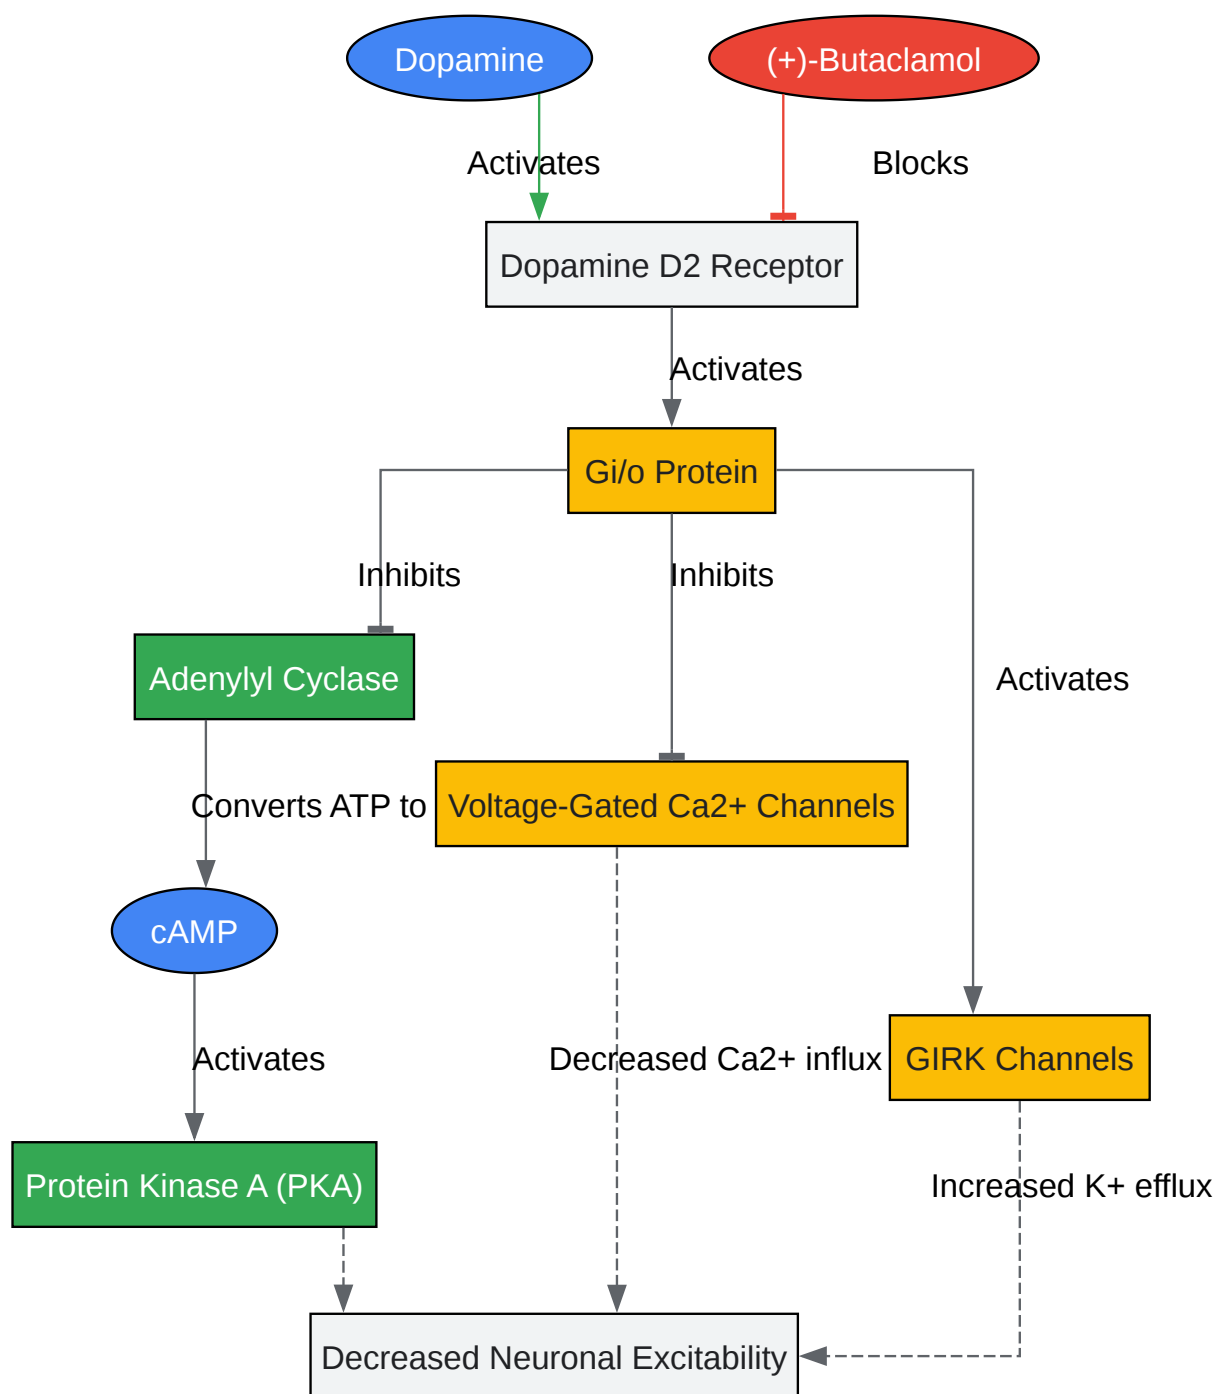 Dopamine
(+)-Butaclamol
Activates
Blocks
Dopamine D2 Receptor
Activates
Gi/o Protein
Inhibits
Inhibits
Adenylyl Cyclase
Activates
Converts ATP to
Voltage-Gated Ca2+ Channels
cAMP
Activates
Decreased Ca2+ influx
GIRK Channels
Protein Kinase A (PKA)
Increased K+ efflux
Decreased Neuronal Excitability